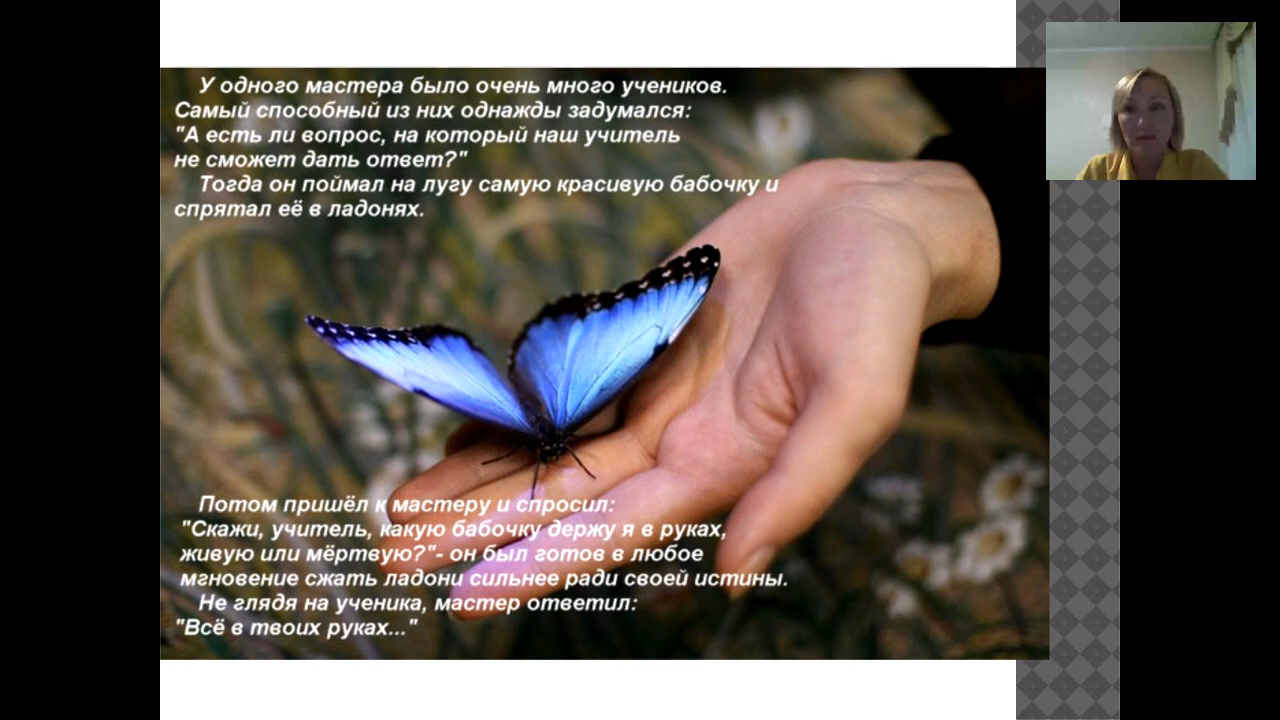 У одного мастера было очень много учеников.
Самый способный из них однажды задумался:
"А есть ли вопрос, на который наш учитель
не сможет дать ответ?"
Тогда он поймал на лугу самую красивую бабочку и
спрятал её в ладонях.
Потом пришёл к мастеру и спросил:
"Скажи, учитель, какую бабочку держу я в руках,
живую или мёртвую?"- он был готов в любое
мгновение сжать ладони сильнее ради своей истины.
Не глядя на ученика, мастер ответил:
"Всё в твоих руках..."